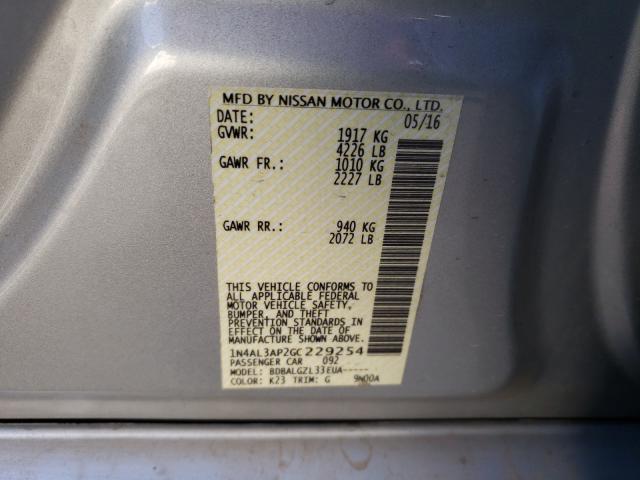 MFD BY NISSAN MOTOR CO., LTD.
DATE: 05/16
GVWR: 1917 KG
4226 LB
GAWR FR.: 1010 KG
2227 LB
GAWR RR.: 940 KG
2072 LB
THIS VEHICLE CONFORMS TO
ALL APPLICABLE FEDERAL
MOTOR VEHICLE SAFETY,
BUMPER, AND THEFT
PREVENTION STANDARDS IN
EFFECT ON THE DATE OF
MANUFACTURE SHOWN ABOVE.
1N4AL3AP2GC229254
PASSENGER CAR 092
MODEL: BDBALGZL33EUA-----
COLOR: K23 TRIM: G 9N00A